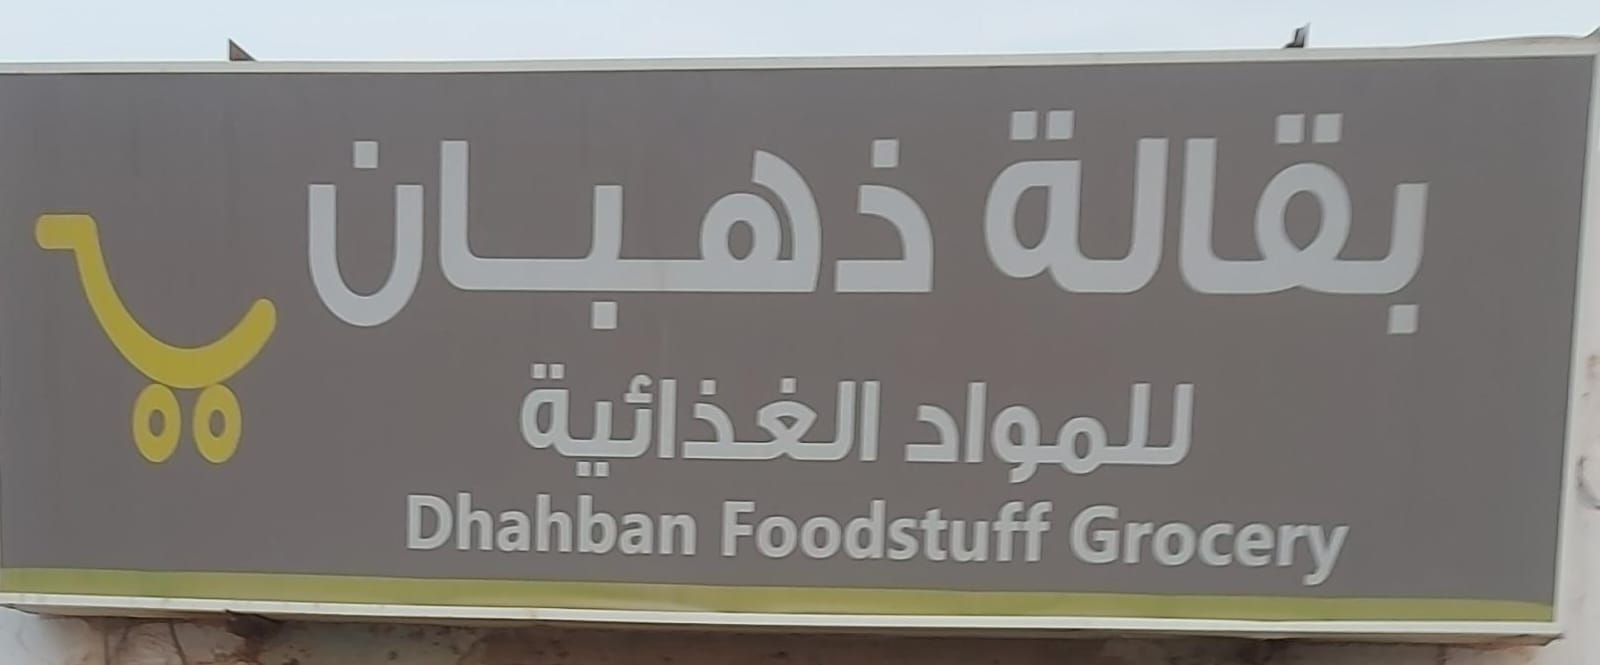 بقالة ذهبان
للمواد الغذائية
Dhahban Foodstuff Grocery